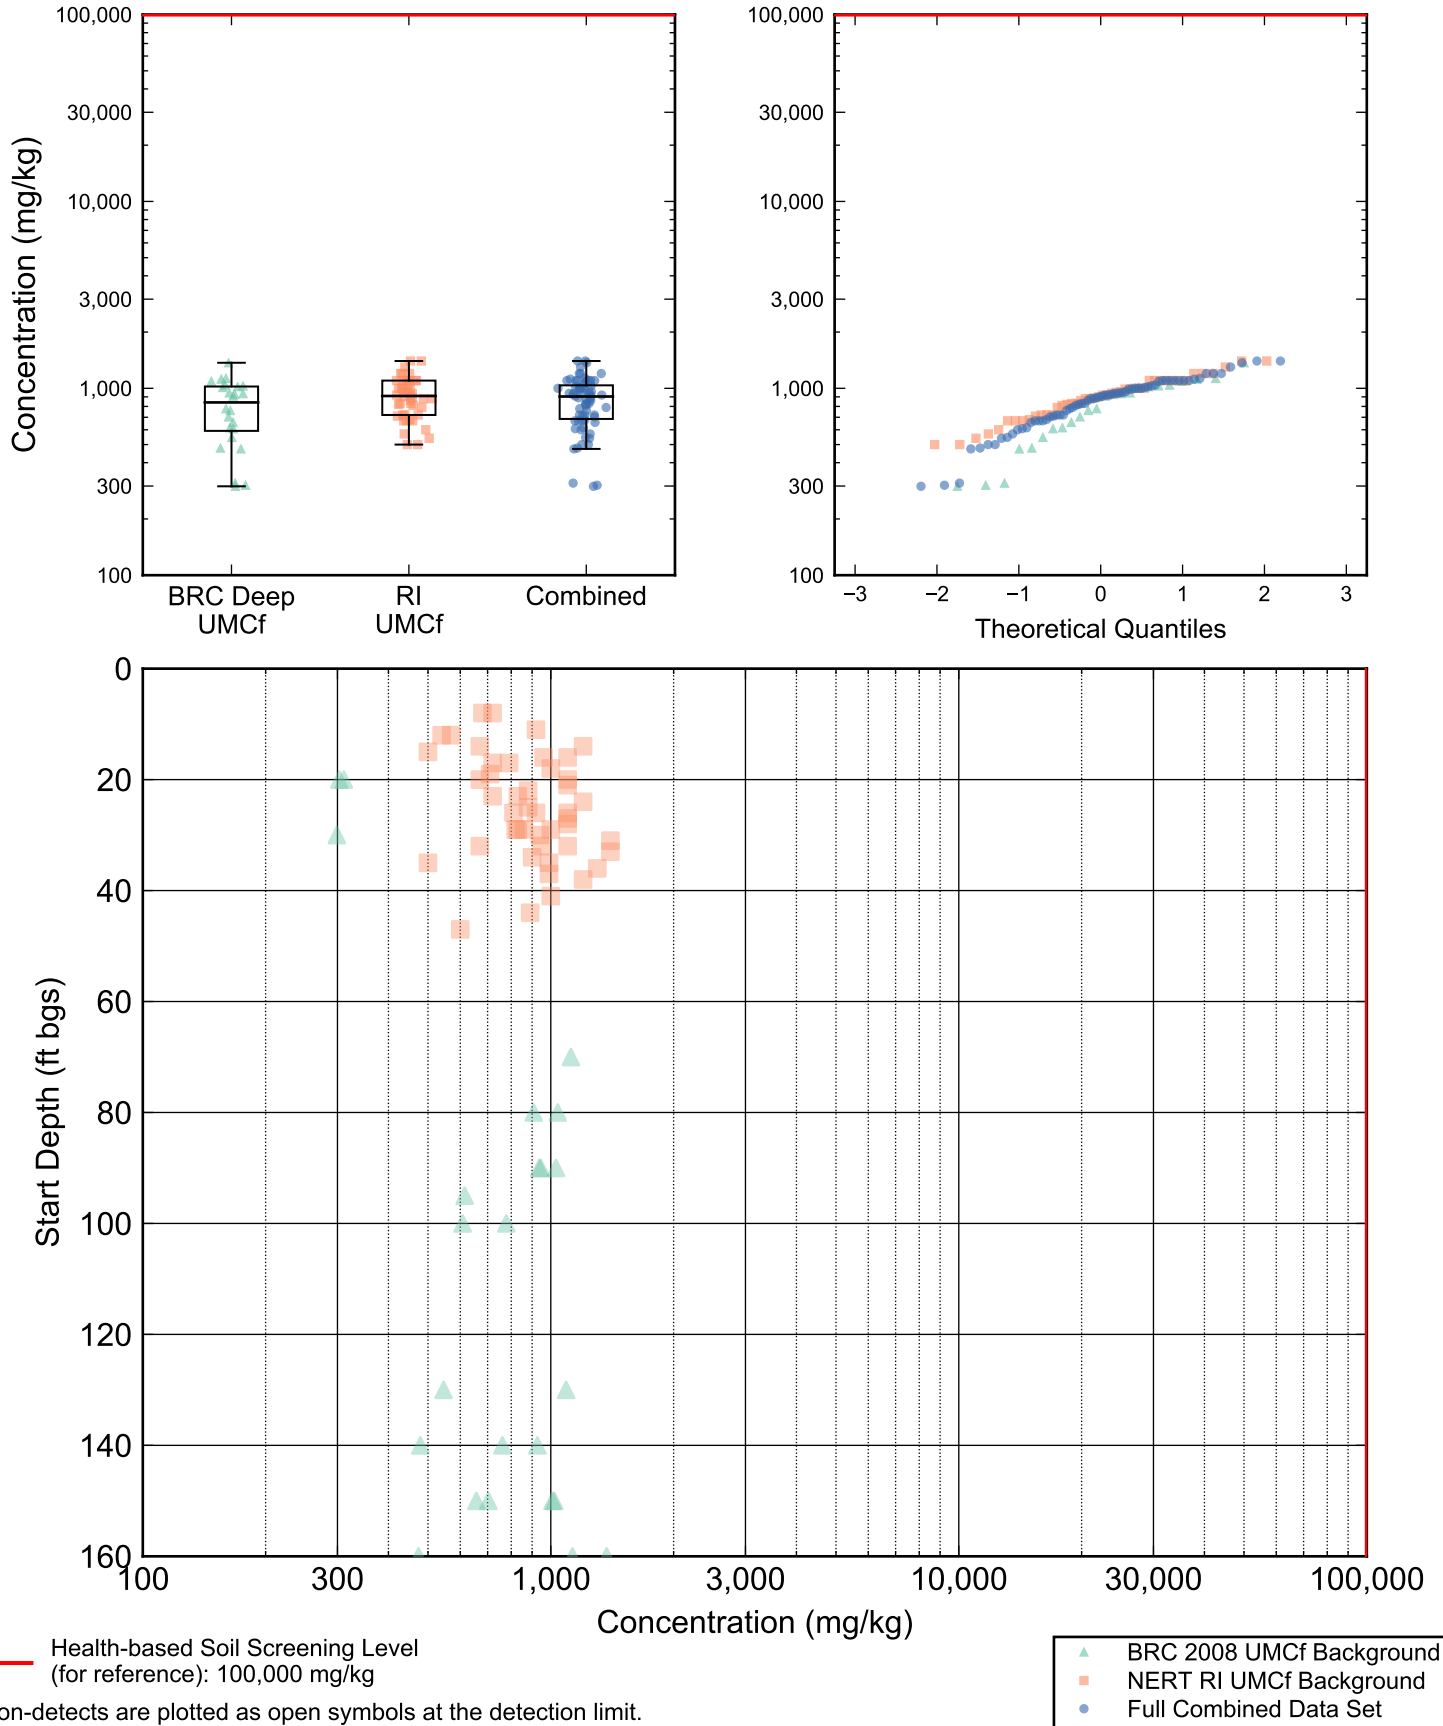 Concentration (mg/kg)
100,000
30,000
10,000
3,000
1,000
300
100
BRC Deep
UMCf
RI
UMCf
Combined
100,000
30,000
10,000
3,000
1,000
300
100
−3
−2
−1
0
1
2
3
Theoretical Quantiles
Start Depth (ft bgs)
0
20
40
60
80
100
120
140
160
100
300
1,000
3,000
10,000
30,000
100,000
Concentration (mg/kg)
Health-based Soil Screening Level
(for reference): 100,000 mg/kg
on-detects are plotted as open symbols at the detection limit.
BRC 2008 UMCf Background
NERT RI UMCf Background
Full Combined Data Set